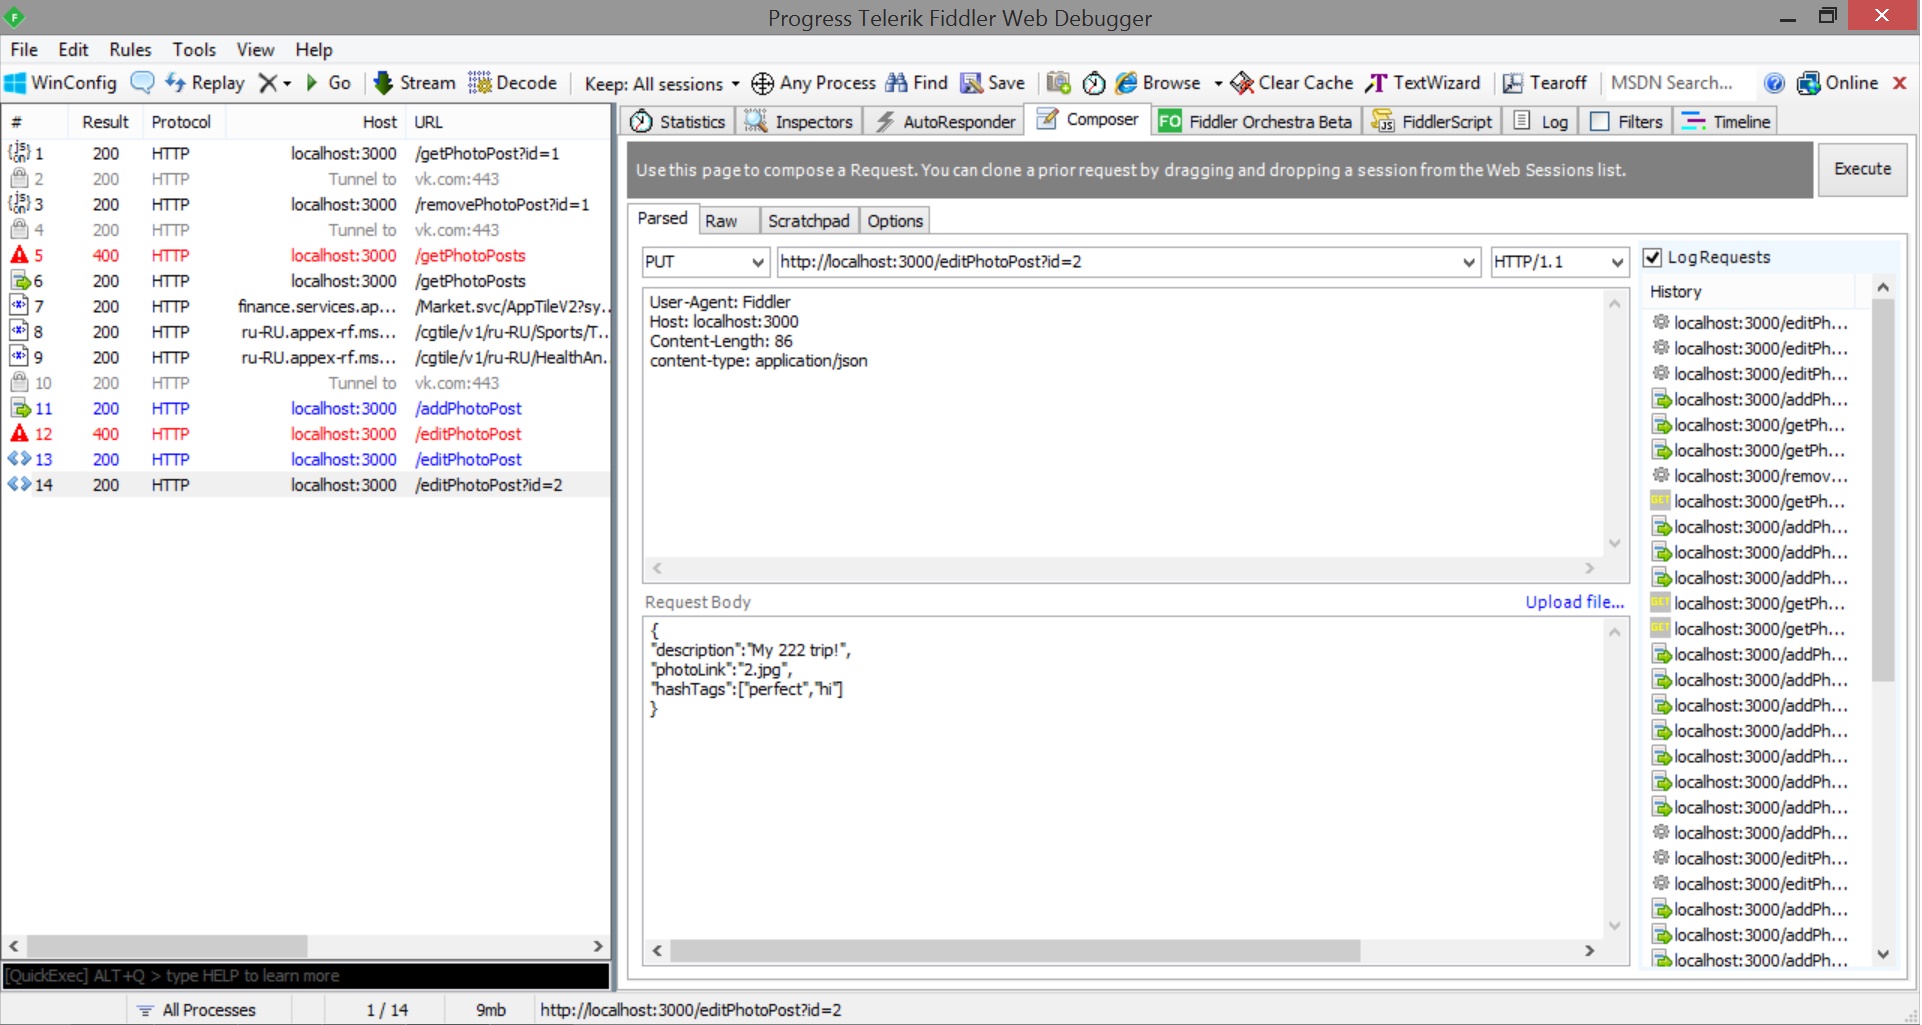 Progress Telerik Fiddler Web Debugger
File Edit Rules Tools View Help
WinConfig Replay Go Stream Decode Keep: All sessions Any Process Find Save Browse Clear Cache TextWizard Tearoff MSDN Search... Online
# Result Protocol Host URL
1 200 HTTP localhost:3000 /getPhotoPost?id=1
2 200 HTTP Tunnel to vk.com:443
3 200 HTTP localhost:3000 /removePhotoPost?id=1
4 200 HTTP Tunnel to vk.com:443
5 400 HTTP localhost:3000 /getPhotoPosts
6 200 HTTP localhost:3000 /getPhotoPosts
7 200 HTTP finance.services.ap... /Market.svc/AppTileV2?sy...
8 200 HTTP ru-RU.appex-rf.ms... /cgtile/v1/ru-RU/Sports/T...
9 200 HTTP ru-RU.appex-rf.ms... /cgtile/v1/ru-RU/HealthAn...
10 200 HTTP Tunnel to vk.com:443
11 200 HTTP localhost:3000 /addPhotoPost
12 400 HTTP localhost:3000 /editPhotoPost
13 200 HTTP localhost:3000 /editPhotoPost
14 200 HTTP localhost:3000 /editPhotoPost?id=2
[QuickExec] ALT+Q > type HELP to learn more
Statistics Inspectors AutoResponder Composer FO Fiddler Orchestra Beta FiddlerScript Log Filters Timeline
Use this page to compose a Request. You can clone a prior request by dragging and dropping a session from the Web Sessions list.
Execute
Parsed Raw Scratchpad Options
PUT http://localhost:3000/editPhotoPost?id=2 HTTP/1.1
User-Agent: Fiddler
Host: localhost:3000
Content-Length: 86
content-type: application/json
Request Body Upload file...
{
"description":"My 222 trip!",
"photoLink":"2.jpg",
"hashTags":["perfect","hi"]
}
Log Requests
History
localhost:3000/editPh...
localhost:3000/editPh...
localhost:3000/editPh...
localhost:3000/addPh...
localhost:3000/getPh...
localhost:3000/getPh...
localhost:3000/remov...
GET localhost:3000/getPh...
localhost:3000/addPh...
localhost:3000/addPh...
localhost:3000/addPh...
GET localhost:3000/getPh...
GET localhost:3000/getPh...
localhost:3000/addPh...
localhost:3000/addPh...
localhost:3000/addPh...
localhost:3000/addPh...
localhost:3000/addPh...
localhost:3000/addPh...
localhost:3000/addPh...
localhost:3000/addPh...
localhost:3000/editPh...
localhost:3000/editPh...
localhost:3000/addPh...
localhost:3000/addPh...
localhost:3000/addPh...
All Processes 1 / 14 9mb http://localhost:3000/editPhotoPost?id=2